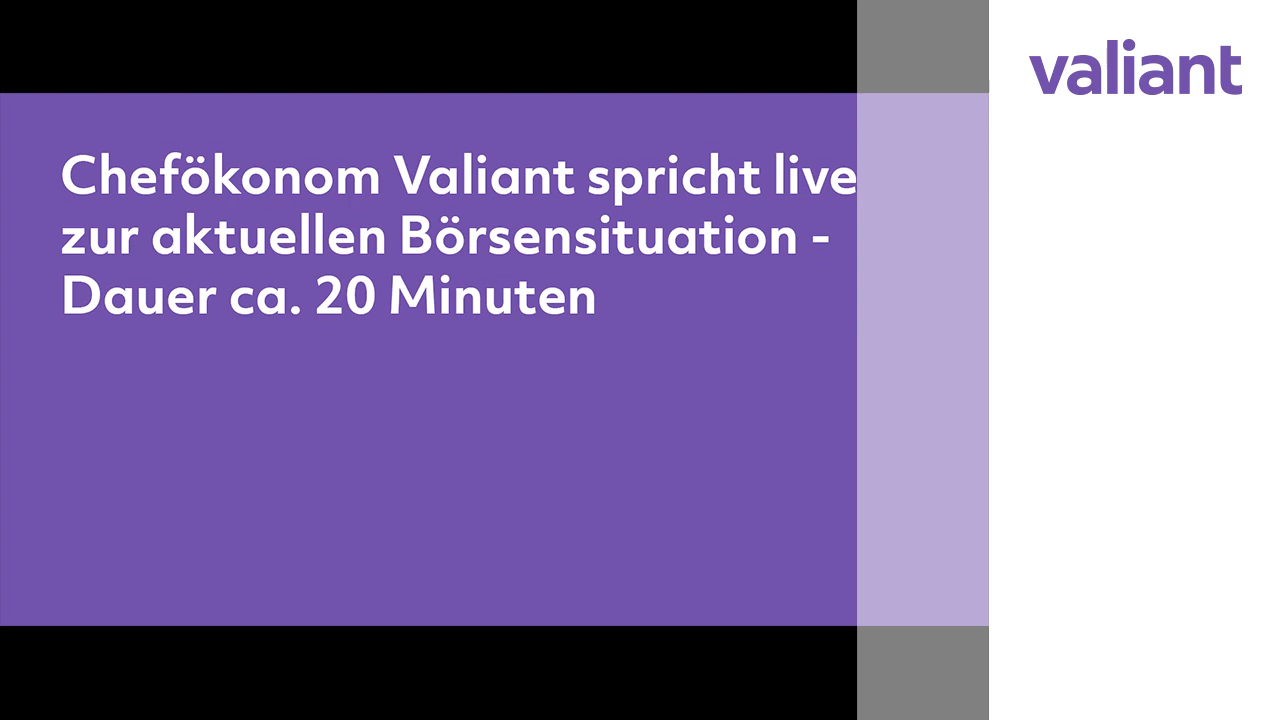 valiant
Chefökonom Valiant spricht live
zur aktuellen Börsensituation -
Dauer ca. 20 Minuten